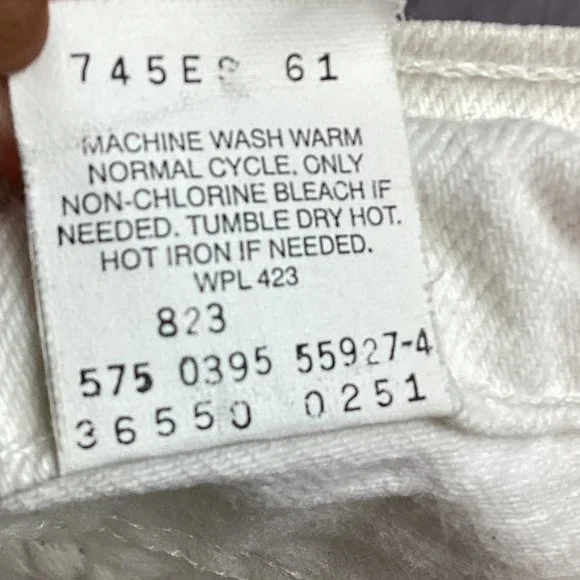 745E 61
MACHINE WASH WARM
NORMAL CYCLE, ONLY
NON-CHLORINE BLEACH IF
NEEDED. TUMBLE DRY HOT.
HOT IRON IF NEEDED.
WPL 423
823
575 0395 55927-4
36550 0251